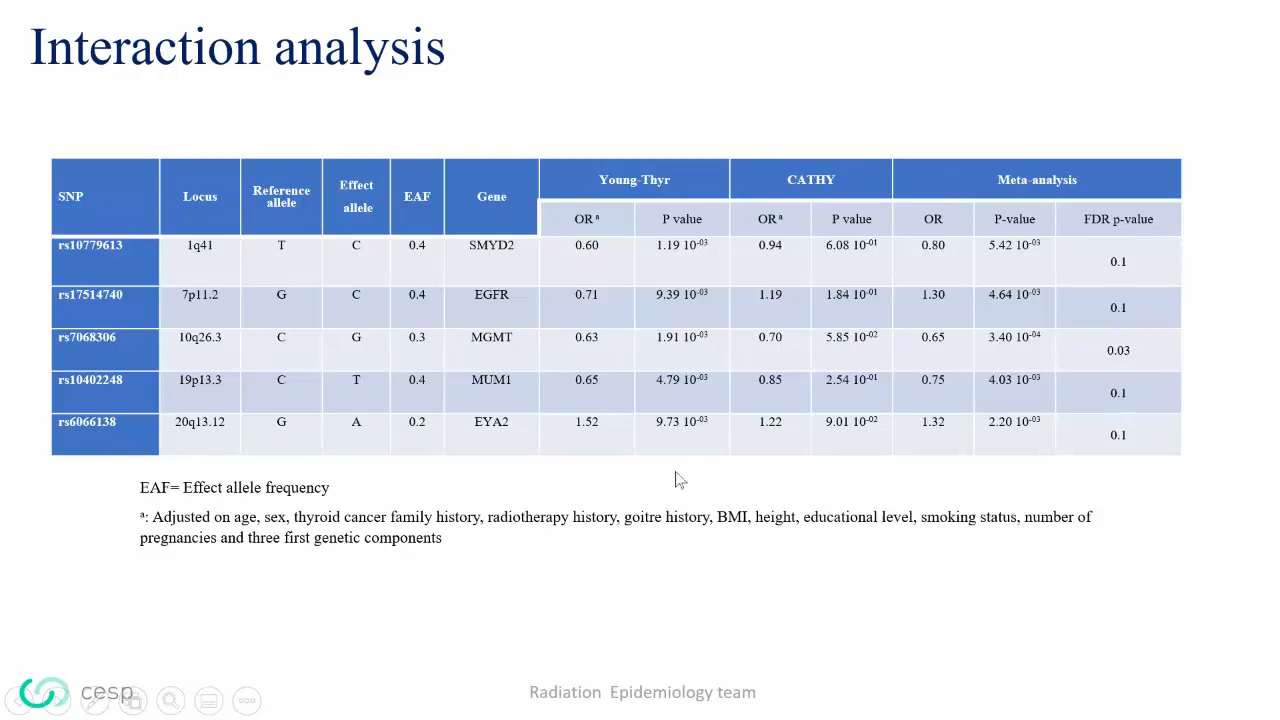 Interaction analysis
SNP Locus Reference allele Effect allele EAF Gene Young-Thyr CATHY Meta-analysis
OR ᵃ P value OR ᵃ P value OR P-value FDR p-value
rs10779613 1q41 T C 0.4 SMYD2 0.60 1.19 10⁻⁰³ 0.94 6.08 10⁻⁰¹ 0.80 5.42 10⁻⁰³ 0.1
rs17514740 7p11.2 G C 0.4 EGFR 0.71 9.39 10⁻⁰³ 1.19 1.84 10⁻⁰¹ 1.30 4.64 10⁻⁰³ 0.1
rs7068306 10q26.3 C G 0.3 MGMT 0.63 1.91 10⁻⁰³ 0.70 5.85 10⁻⁰² 0.65 3.40 10⁻⁰⁴ 0.03
rs10402248 19p13.3 C T 0.4 MUM1 0.65 4.79 10⁻⁰³ 0.85 2.54 10⁻⁰¹ 0.75 4.03 10⁻⁰³ 0.1
rs6066138 20q13.12 G A 0.2 EYA2 1.52 9.73 10⁻⁰³ 1.22 9.01 10⁻⁰² 1.32 2.20 10⁻⁰³ 0.1
EAF= Effect allele frequency
ᵃ: Adjusted on age, sex, thyroid cancer family history, radiotherapy history, goitre history, BMI, height, educational level, smoking status, number of
pregnancies and three first genetic components
cesp
Radiation Epidemiology team